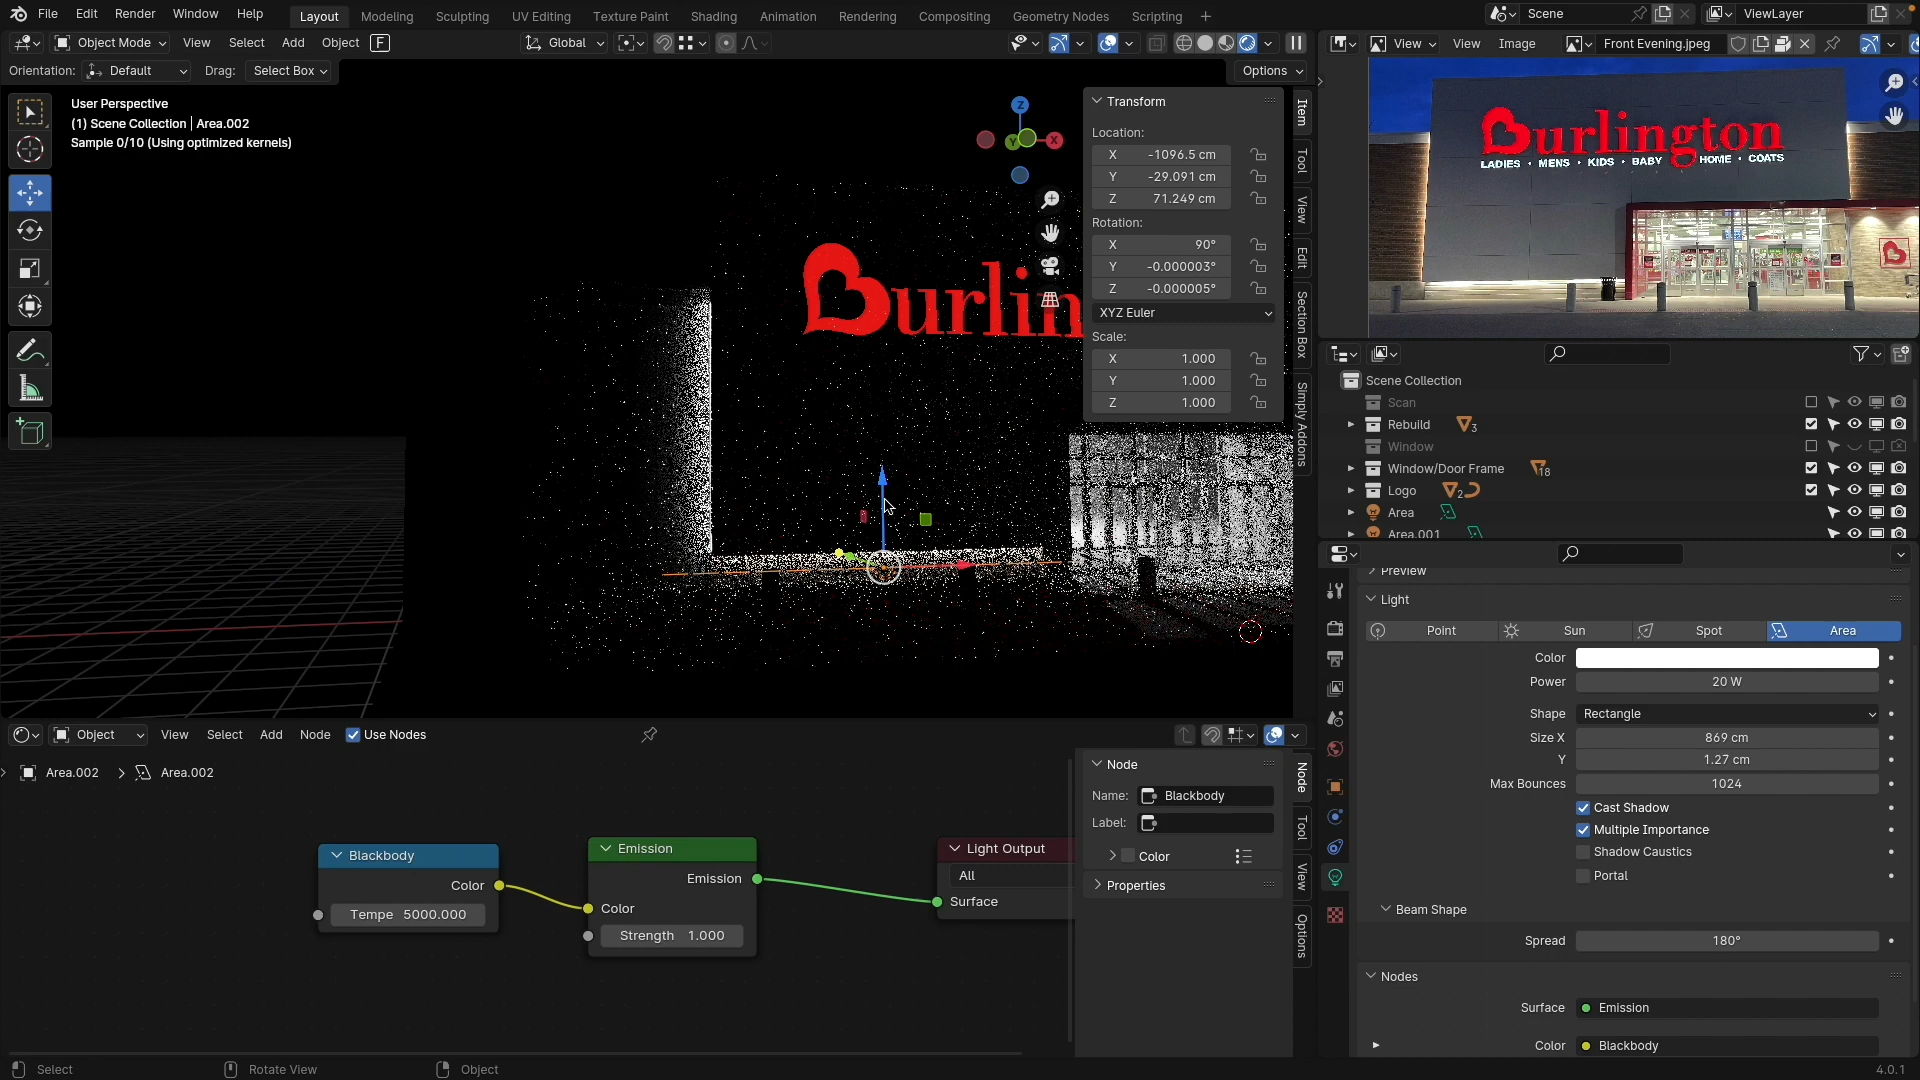 File Edit Render Window Help Layout Modeling Sculpting UV Editing Texture Paint Shading Animation Rendering Compositing Geometry Nodes Scripting + Scene ViewLayer
Object Mode View Select Add Object F Global View View Image Front Evening.jpeg
Orientation: Default Drag: Select Box Options
User Perspective
(1) Scene Collection | Area.002
Sample 0/10 (Using optimized kernels)
Z
Y
X
Burlin
Transform
Location:
X -1096.5 cm
Y -29.091 cm
Z 71.249 cm
Rotation:
X 90°
Y -0.000003°
Z -0.000005°
XYZ Euler
Scale:
X 1.000
Y 1.000
Z 1.000
Item
Tool
View
Edit
Section Box
Simply Addons
Burlington
LADIES · MENS · KIDS · BABY HOME · COATS
Scene Collection
Scan
Rebuild 3
Window
Window/Door Frame 18
Logo 2
Area
Area.001
Preview
Light
Point Sun Spot Area
Color
Power 20 W
Shape Rectangle
Size X 869 cm
Y 1.27 cm
Max Bounces 1024
Cast Shadow
Multiple Importance
Shadow Caustics
Portal
Beam Shape
Spread 180°
Nodes
Surface Emission
Color Blackbody
Object View Select Add Node Use Nodes
Area.002 > Area.002
Blackbody
Color
Tempe 5000.000
Emission
Emission
Color
Strength 1.000
Light Output
All
Surface
Node
Name: Blackbody
Label:
Color
Properties
Node
Tool
View
Options
Select Rotate View Object 4.0.1